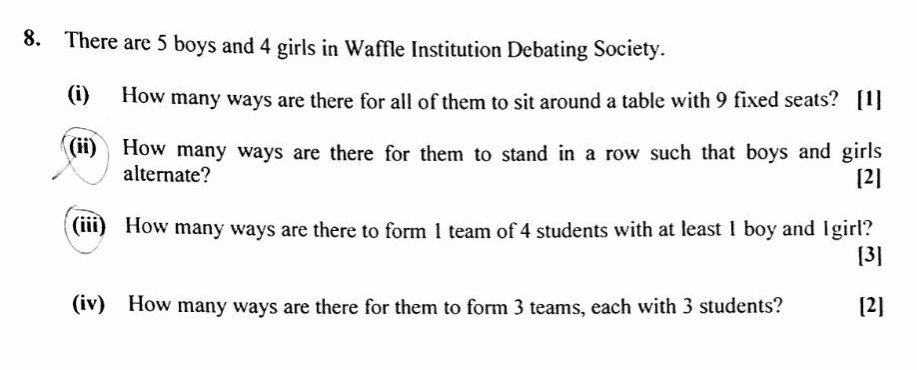 8. There are 5 boys and 4 girls in Waffle Institution Debating Society.
(i) How many ways are there for all of them to sit around a table with 9 fixed seats? [1]
(ii) How many ways are there for them to stand in a row such that boys and girls
alternate? [2]
(iii) How many ways are there to form 1 team of 4 students with at least 1 boy and 1girl?
[3]
(iv) How many ways are there for them to form 3 teams, each with 3 students? [2]